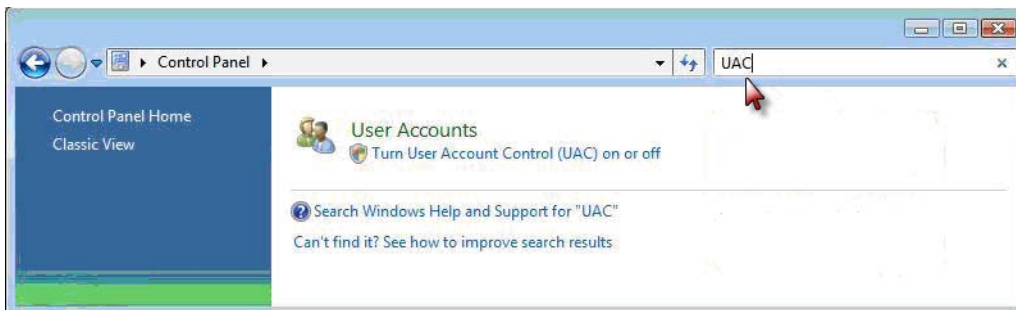 Control Panel
UAC
Control Panel Home
Classic View
User Accounts
Turn User Account Control (UAC) on or off
Search Windows Help and Support for "UAC"
Can't find it? See how to improve search results